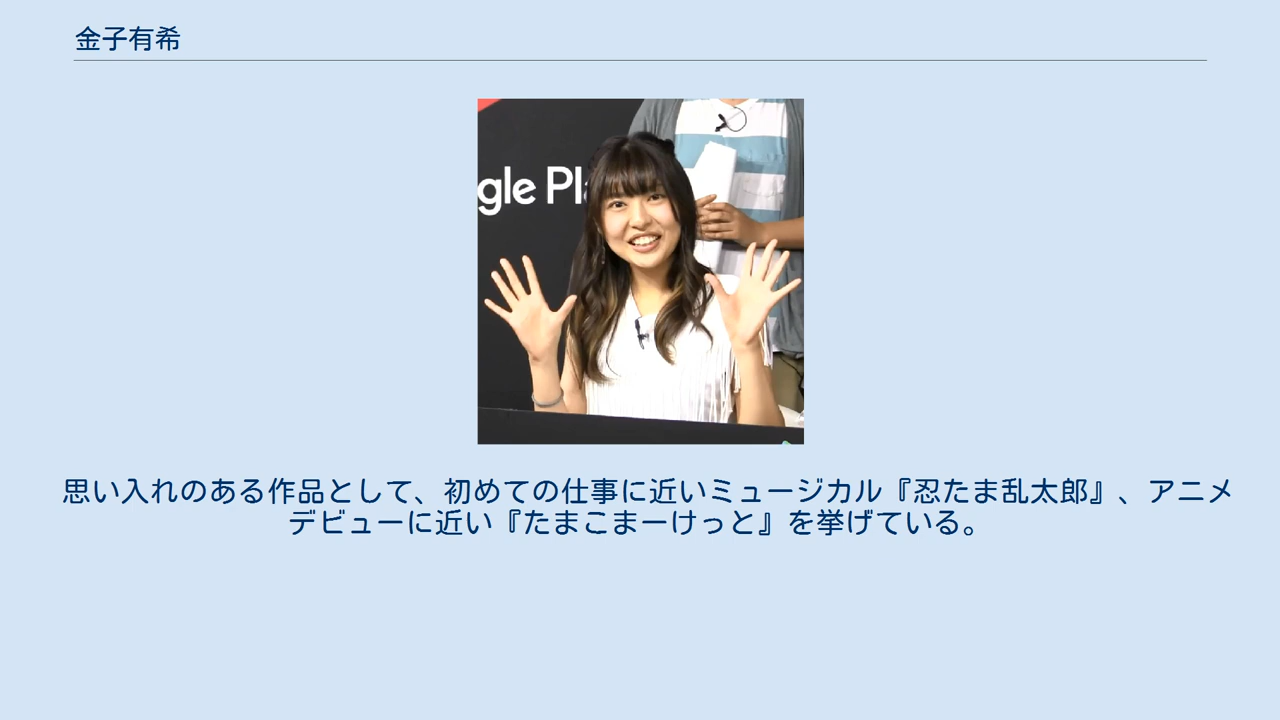 金子有希
gle Pl
思い入れのある作品として、初めての仕事に近いミュージカル『忍たま乱太郎』、アニメ
デビューに近い『たまこまーけっと』を挙げている。